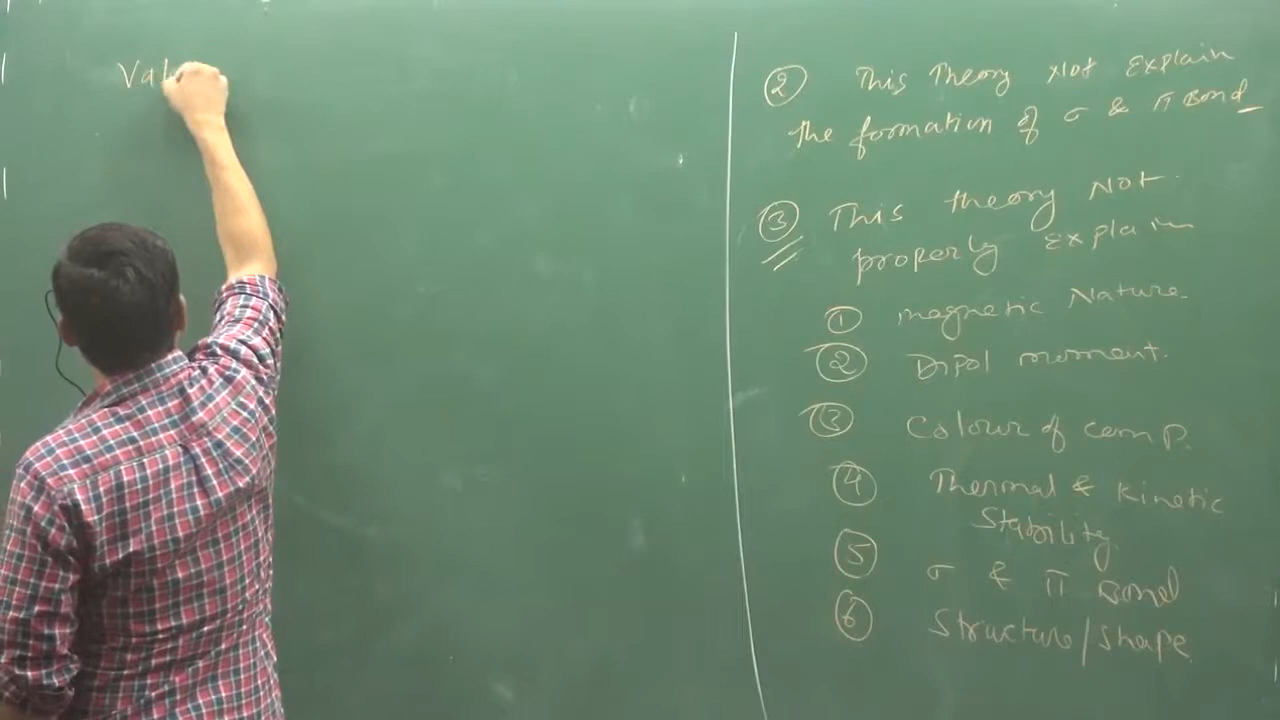 Val
② This Theory Not Explain
the formation of σ & π Bond
③ This theory Not
properly explain
① magnetic Nature
② Dipol moment.
③ Colour of comp.
④ Thermal & Kinetic
Stability
⑤ σ & π Bond
⑥ Structure/shape